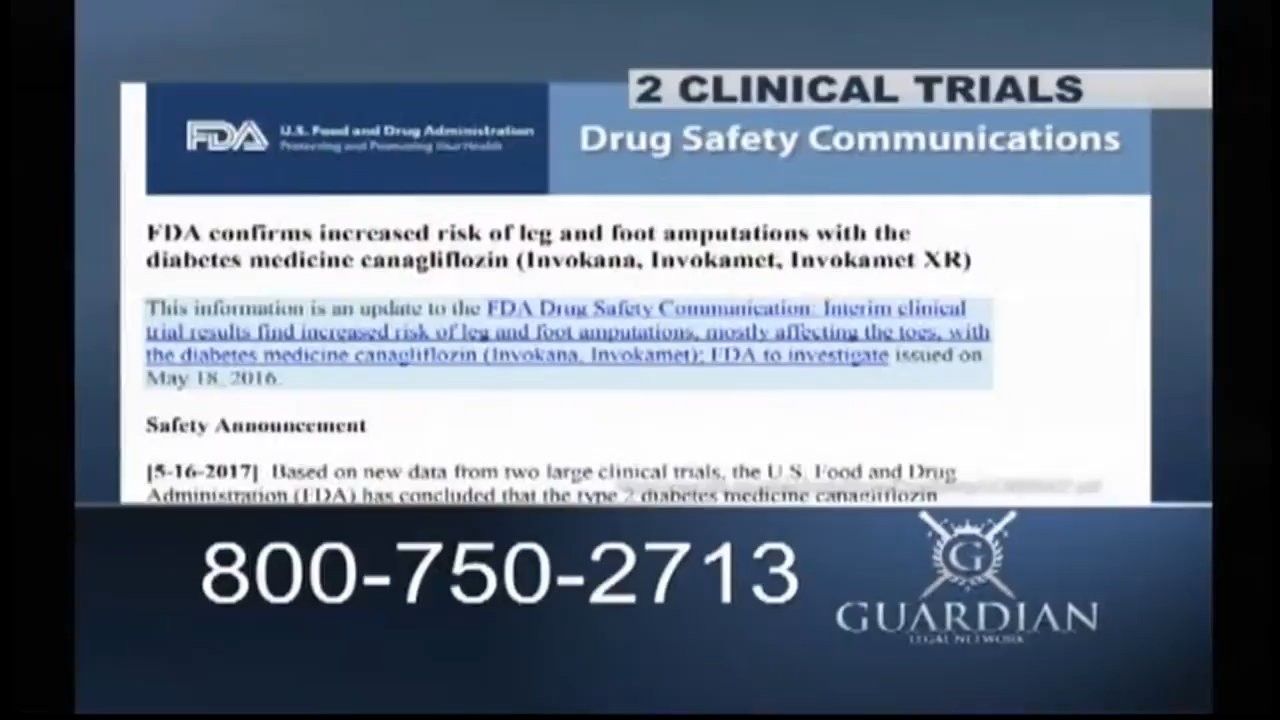 2 CLINICAL TRIALS
FDA U.S. Food and Drug Administration
Protecting and Promoting Your Health
Drug Safety Communications
FDA confirms increased risk of leg and foot amputations with the
diabetes medicine canagliflozin (Invokana, Invokamet, Invokamet XR)
This information is an update to the FDA Drug Safety Communication: Interim clinical
trial results find increased risk of leg and foot amputations, mostly affecting the toes, with
the diabetes medicine canagliflozin (Invokana, Invokamet); FDA to investigate issued on
May 18, 2016.
Safety Announcement
[5-16-2017] Based on new data from two large clinical trials, the U.S. Food and Drug
Administration (FDA) has concluded that the type 2 diabetes medicine canagliflozin
800-750-2713
G
GUARDIAN
LEGAL NETWORK